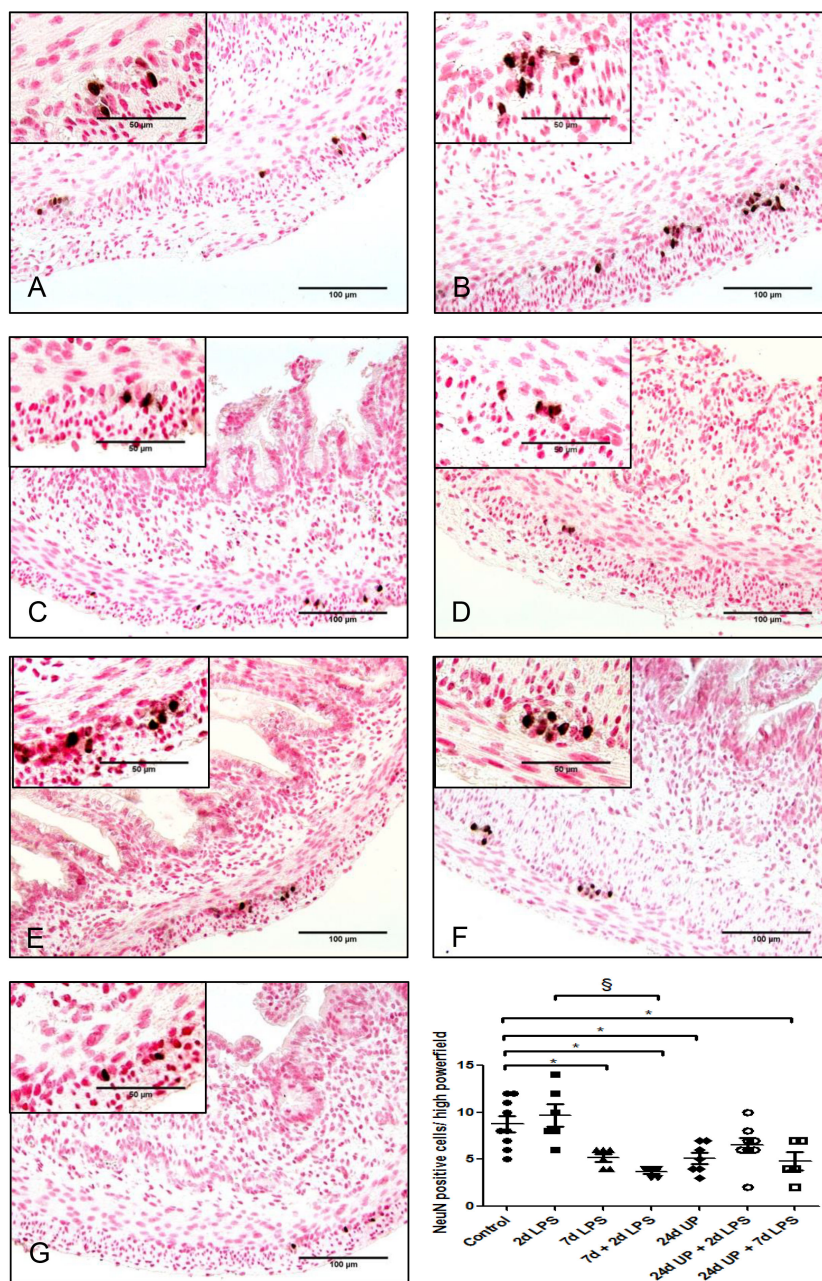 50 µm
100 µm
A
50 µm
100 µm
B
50 µm
100 µm
C
50 µm
100 µm
D
50 µm
100 µm
E
50 µm
100 µm
F
50 µm
100 µm
G
§
*
*
*
*
NeuN positive cells/ high powerfield
15
10
5
0
Control
2d LPS
7d LPS
7d + 2d LPS
24d UP
24d UP + 2d LPS
24d UP + 7d LPS